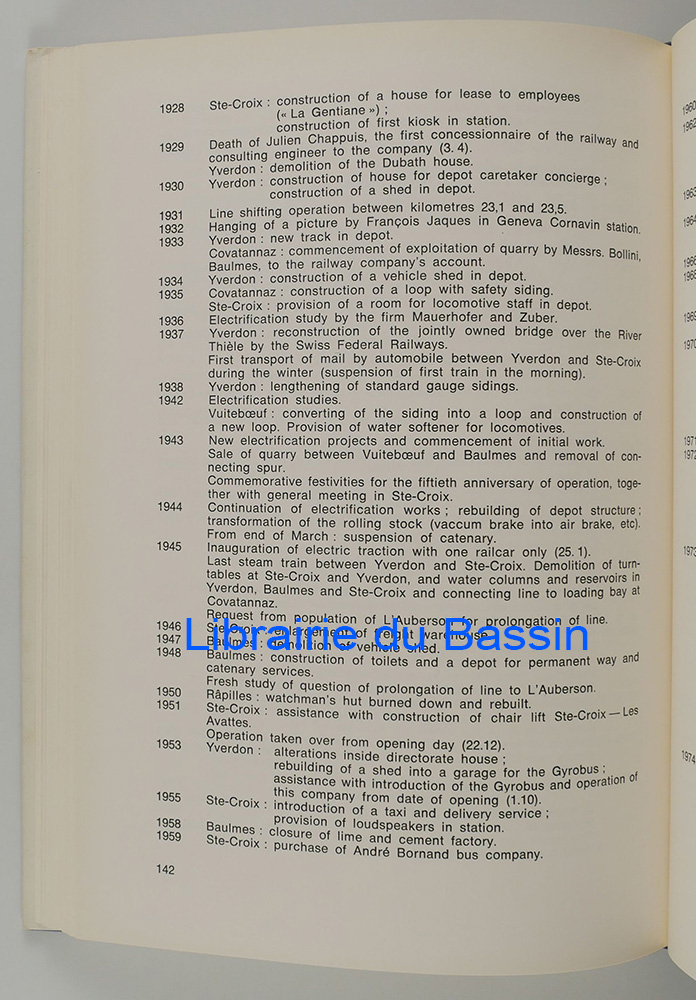 1928 Ste-Croix : construction of a house for lease to employees
(« La Gentiane ») ;
construction of first kiosk in station.
1929 Death of Julien Chappuis, the first concessionnaire of the railway and
consulting engineer to the company (3. 4).
Yverdon : demolition of the Dubath house.
1930 Yverdon : construction of house for depot caretaker concierge ;
construction of a shed in depot.
1931 Line shifting operation between kilometres 23,1 and 23,5.
1932 Hanging of a picture by François Jaques in Geneva Cornavin station.
1933 Yverdon : new track in depot.
Covatannaz : commencement of exploitation of quarry by Messrs. Bollini,
Baulmes, to the railway company's account.
1934 Yverdon : construction of a vehicle shed in depot.
1935 Covatannaz : construction of a loop with safety siding.
Ste-Croix : provision of a room for locomotive staff in depot.
1936 Electrification study by the firm Mauerhofer and Zuber.
1937 Yverdon : reconstruction of the jointly owned bridge over the River
Thièle by the Swiss Federal Railways.
First transport of mail by automobile between Yverdon and Ste-Croix
during the winter (suspension of first train in the morning).
1938 Yverdon : lengthening of standard gauge sidings.
1942 Electrification studies.
Vuitebœuf : converting of the siding into a loop and construction of
a new loop. Provision of water softener for locomotives.
1943 New electrification projects and commencement of initial work.
Sale of quarry between Vuitebœuf and Baulmes and removal of con-
necting spur.
Commemorative festivities for the fiftieth anniversary of operation, toge-
ther with general meeting in Ste-Croix.
1944 Continuation of electrification works ; rebuilding of depot structure ;
transformation of the rolling stock (vaccum brake into air brake, etc).
From end of March : suspension of catenary.
1945 Inauguration of electric traction with one railcar only (25. 1).
Last steam train between Yverdon and Ste-Croix. Demolition of turn-
tables at Ste-Croix and Yverdon, and water columns and reservoirs in
Yverdon, Baulmes and Ste-Croix and connecting line to loading bay at
Covatannaz.
Request from population of L'Auberson for prolongation of line.
1946 Ste-Croix : enlargement of freight warehouse.
1947 Baulmes : demolition of vehicle shed.
Librairie du Bassin
1948 Baulmes : construction of toilets and a depot for permanent way and
catenary services.
Fresh study of question of prolongation of line to L'Auberson.
1950 Râpilles : watchman's hut burned down and rebuilt.
1951 Ste-Croix : assistance with construction of chair lift Ste-Croix — Les
Avattes.
Operation taken over from opening day (22.12).
1953 Yverdon : alterations inside directorate house ;
rebuilding of a shed into a garage for the Gyrobus ;
assistance with introduction of the Gyrobus and operation of
this company from date of opening (1.10).
1955 Ste-Croix : introduction of a taxi and delivery service ;
provision of loudspeakers in station.
1958 Baulmes : closure of lime and cement factory.
1959 Ste-Croix : purchase of André Bornand bus company.
142
1960
1962
1963
1964
1966
1968
1969
1970
1971
1972
1973
1974